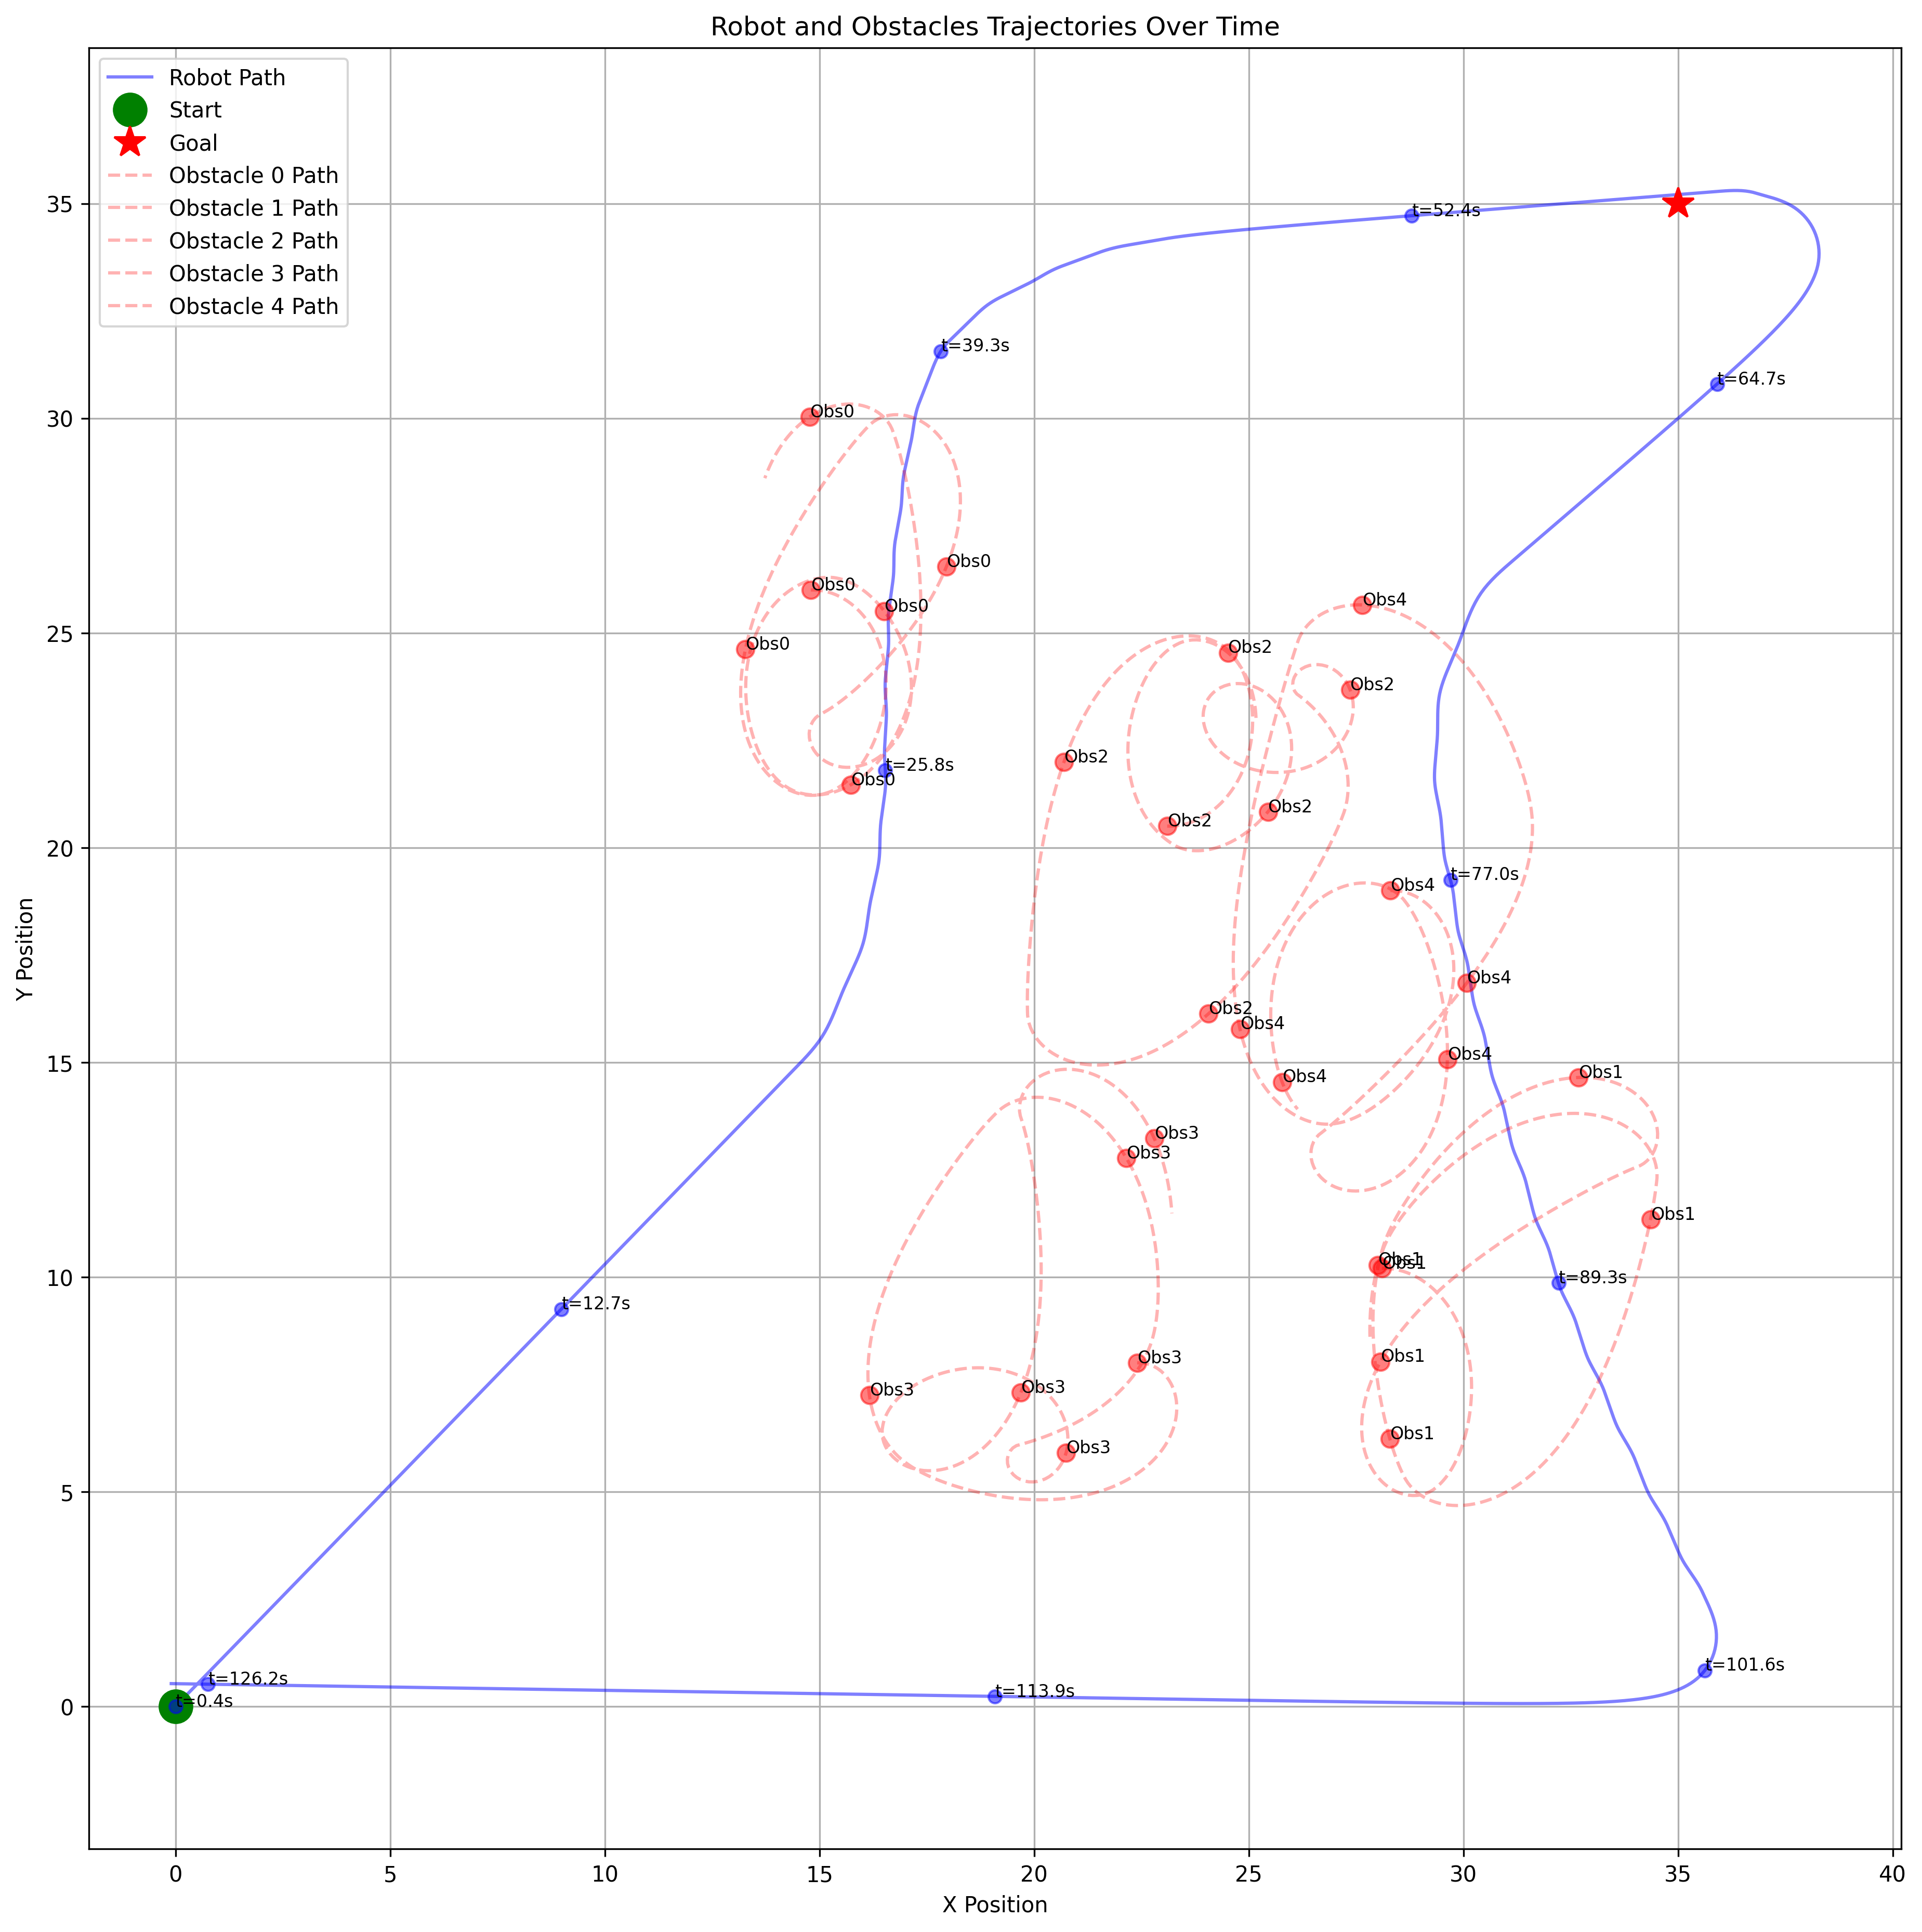 Robot and Obstacles Trajectories Over Time
Robot Path
Start
Goal
Obstacle 0 Path
Obstacle 1 Path
Obstacle 2 Path
Obstacle 3 Path
Obstacle 4 Path
35
30
25
20
15
10
5
0
Y Position
t=52.4s
t=39.3s
t=64.7s
Obs0
Obs0
Obs0
Obs0
Obs4
Obs0
Obs2
Obs2
Obs2
t=25.8s
Obs0
Obs2
Obs2
t=77.0s
Obs4
Obs4
Obs2
Obs4
Obs4
Obs4
Obs1
Obs3
Obs3
Obs1
Obs1
Obs1
t=89.3s
t=12.7s
Obs3
Obs1
Obs3
Obs3
Obs3
Obs1
t=101.6s
t=126.2s
t=113.9s
t=0.4s
0
5
10
15
20
25
30
35
40
X Position